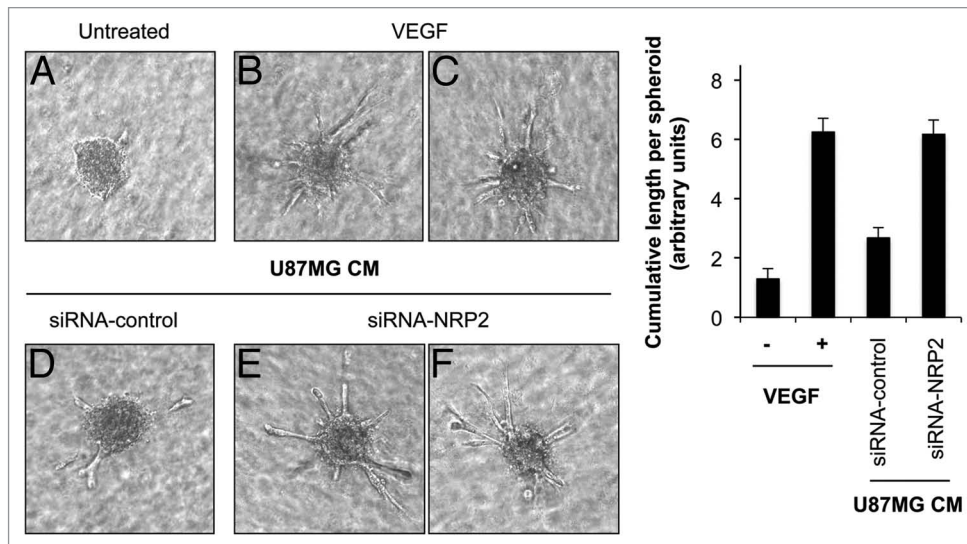 Untreated
VEGF
A
B
C
U87MG CM
siRNA-control
siRNA-NRP2
D
E
F
Cumulative length per spheroid
(arbitrary units)
8
6
4
2
0
-
+
siRNA-control
siRNA-NRP2
VEGF
U87MG CM